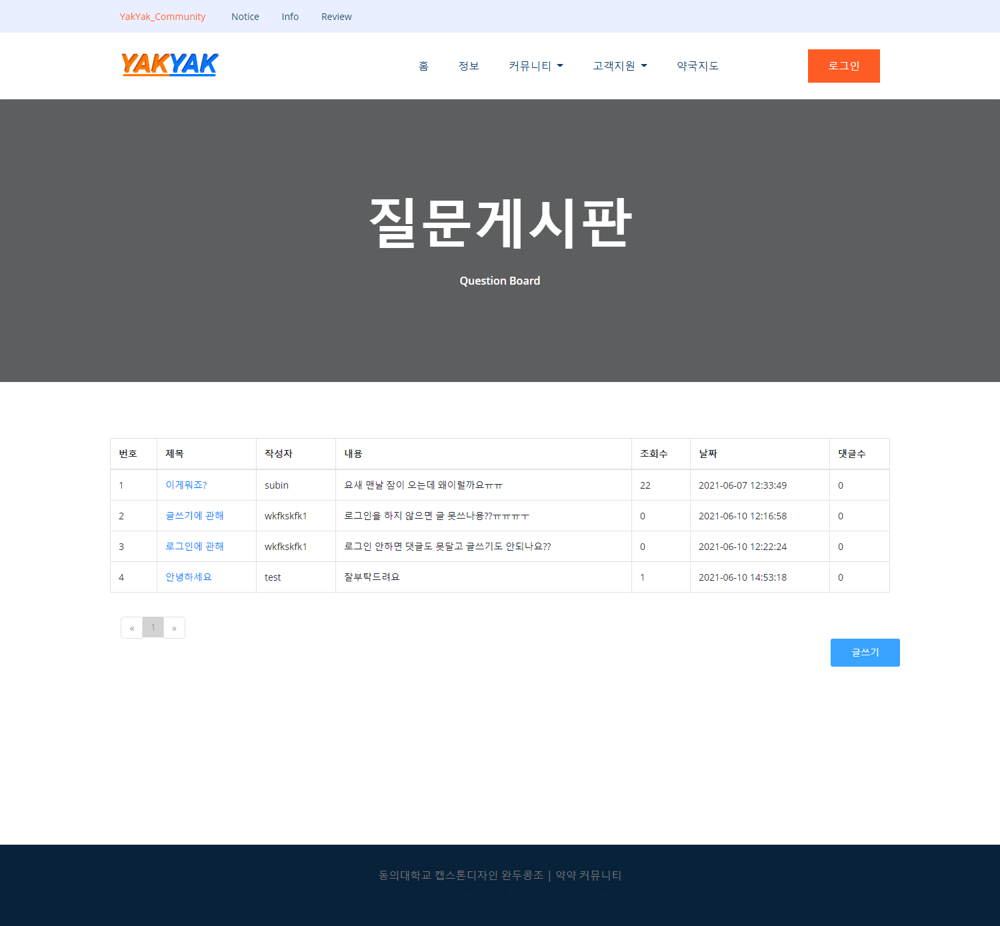 YakYak_Community Notice Info Review
YAKYAK 홈 정보 커뮤니티 고객지원 약국지도 로그인
질문게시판
Question Board
번호 제목 작성자 내용 조회수 날짜 댓글수
1 이게뭐죠? subin 요새 맨날 잠이 오는데 왜이럴까요ㅠㅠ 22 2021-06-07 12:33:49 0
2 글쓰기에 관해 wkfkskfk1 로그인을 하지 않으면 글 못쓰나용??ㅠㅠㅠㅜ 0 2021-06-10 12:16:58 0
3 로그인에 관해 wkfkskfk1 로그인 안하면 댓글도 못달고 글쓰기도 안되나요?? 0 2021-06-10 12:22:24 0
4 안녕하세요 test 잘부탁드려요 1 2021-06-10 14:53:18 0
« 1 »
글쓰기
동의대학교 캡스톤디자인 완두콩조 | 약약 커뮤니티